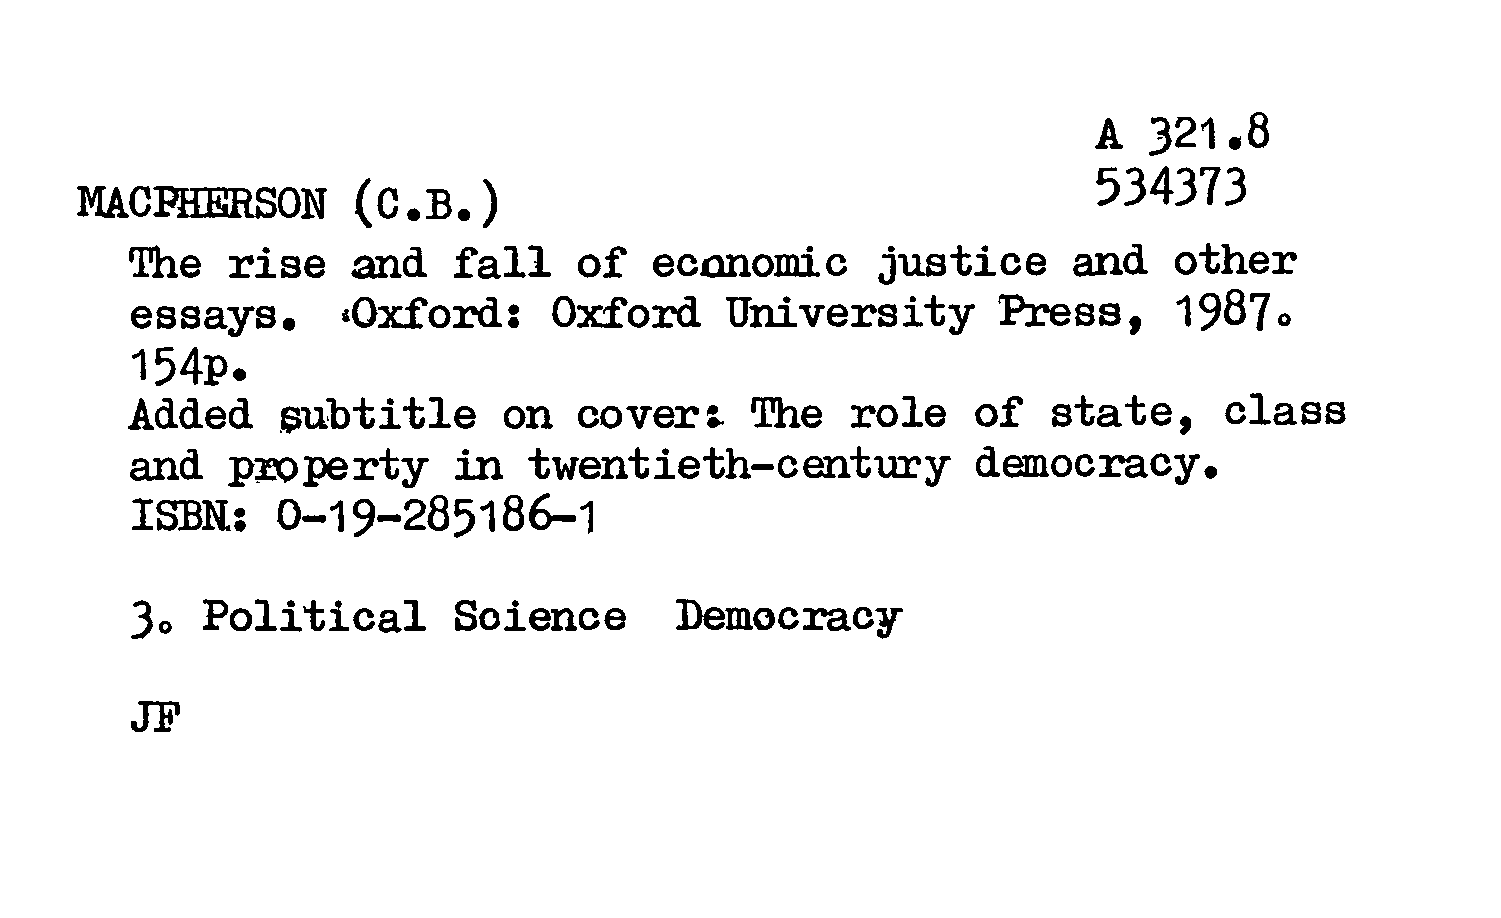 A 321.8
534373
MACPHERSON (C.B.)
The rise and fall of economic justice and other
essays. Oxford: Oxford University Press, 1987.
154p.
Added subtitle on cover: The role of state, class
and property in twentieth-century democracy.
ISBN: 0-19-285186-1
3. Political Science Democracy
JF